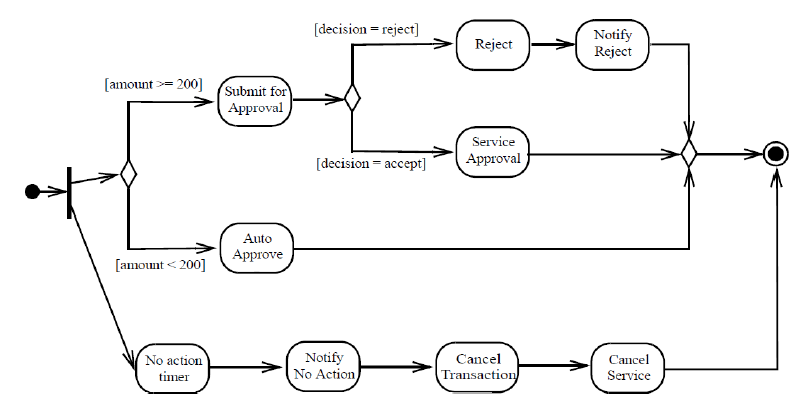 [decision = reject]
Reject
Notify
Reject
[amount >= 200]
Submit for
Approval
Service
Approval
[decision = accept]
Auto
Approve
[amount < 200]
No action
timer
Notify
No Action
Cancel
Transaction
Cancel
Service